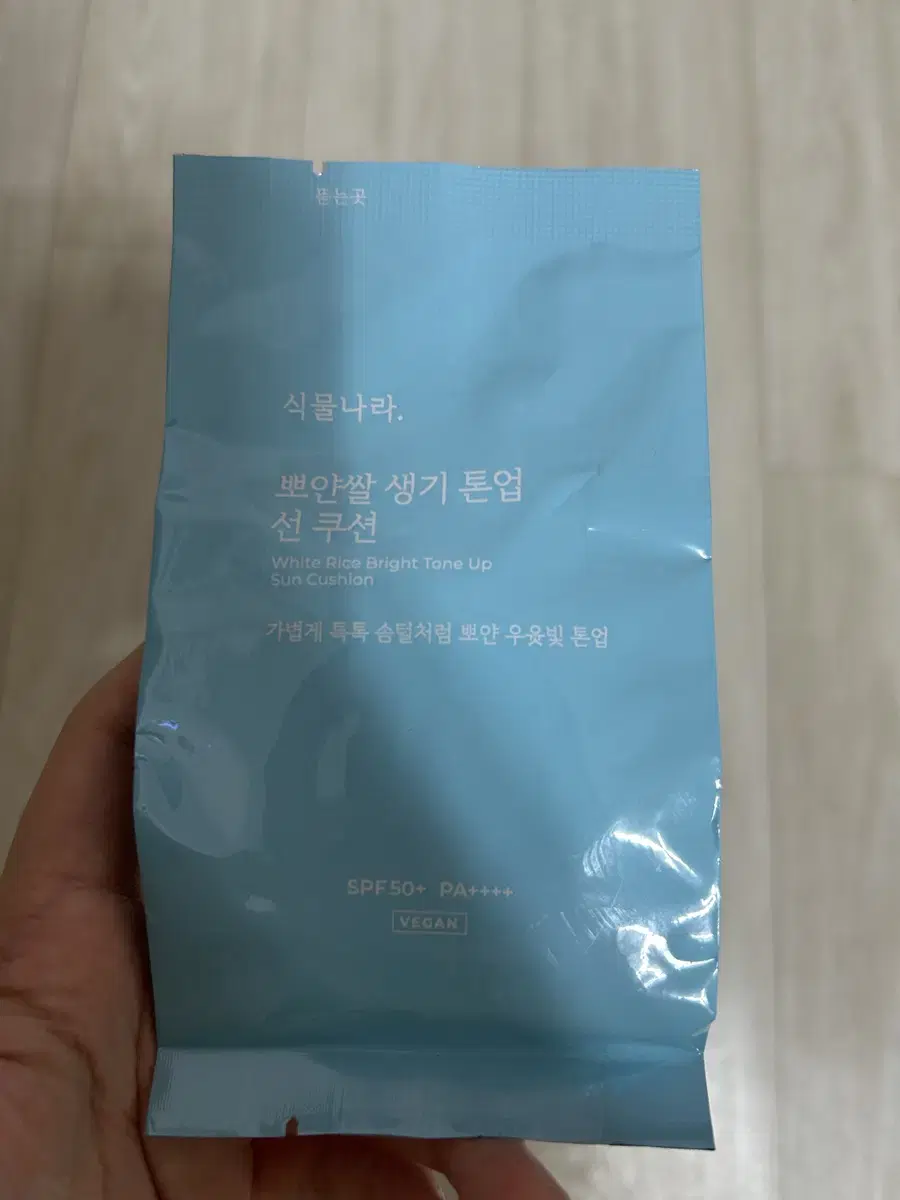 뜯는곳
식물나라.
뽀얀쌀 생기 톤업
선 쿠션
White Rice Bright Tone Up
Sun Cushion
가볍게 톡톡 솜털처럼 뽀얀 우윳빛 톤업
SPF50+ PA++++
VEGAN